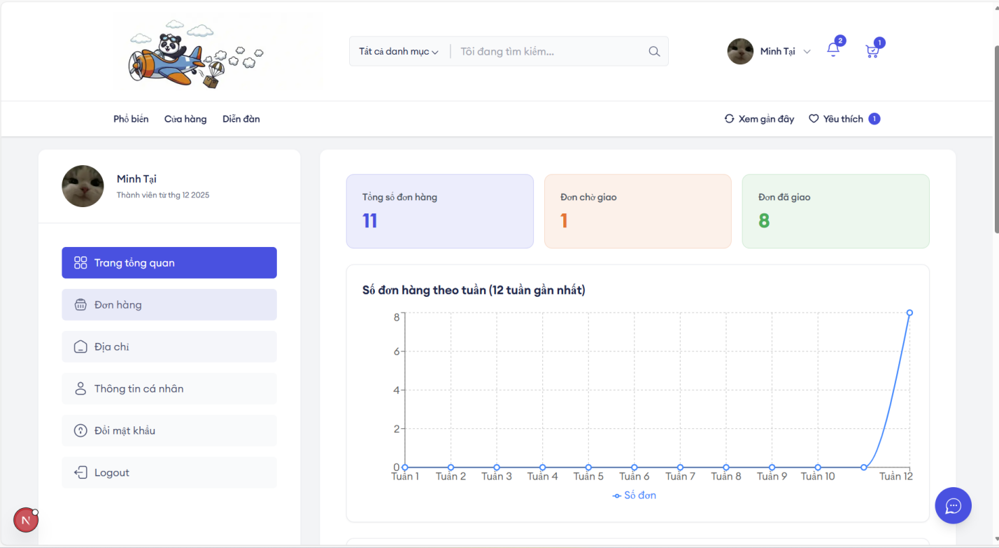 Tất cả danh mục
Tôi đang tìm kiếm...
Minh Tại
2
1
Phổ biến
Cửa hàng
Diễn đàn
Xem gần đây
Yêu thích
1
Minh Tại
Thành viên từ thg 12 2025
Trang tổng quan
Đơn hàng
Địa chỉ
Thông tin cá nhân
Đổi mật khẩu
Logout
N
Tổng số đơn hàng
11
Đơn chờ giao
1
Đơn đã giao
8
Số đơn hàng theo tuần (12 tuần gần nhất)
8
6
4
2
0
Tuần 1 Tuần 2 Tuần 3 Tuần 4 Tuần 5 Tuần 6 Tuần 7 Tuần 8 Tuần 9 Tuần 10 Tuần 12
Số đơn